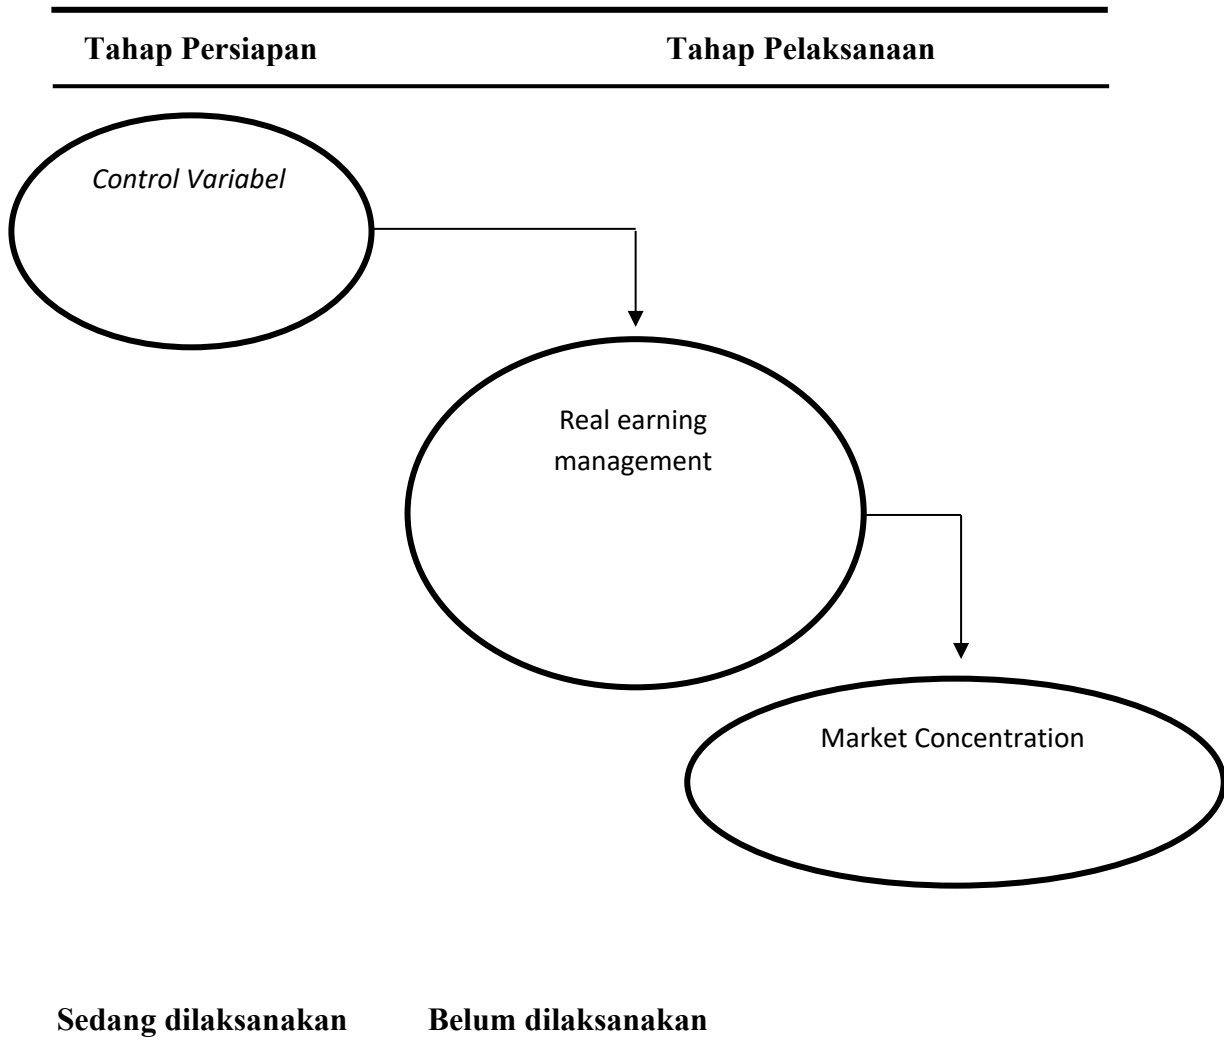 Tahap Persiapan Tahap Pelaksanaan
Control Variabel
Real earning
management
Market Concentration
Sedang dilaksanakan Belum dilaksanakan